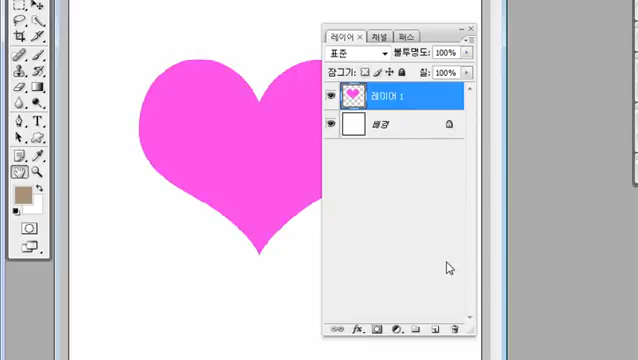 레이어 × 채널 패스
표준 불투명도: 100%
잠그기: 칠: 100%
레이어 1
배경